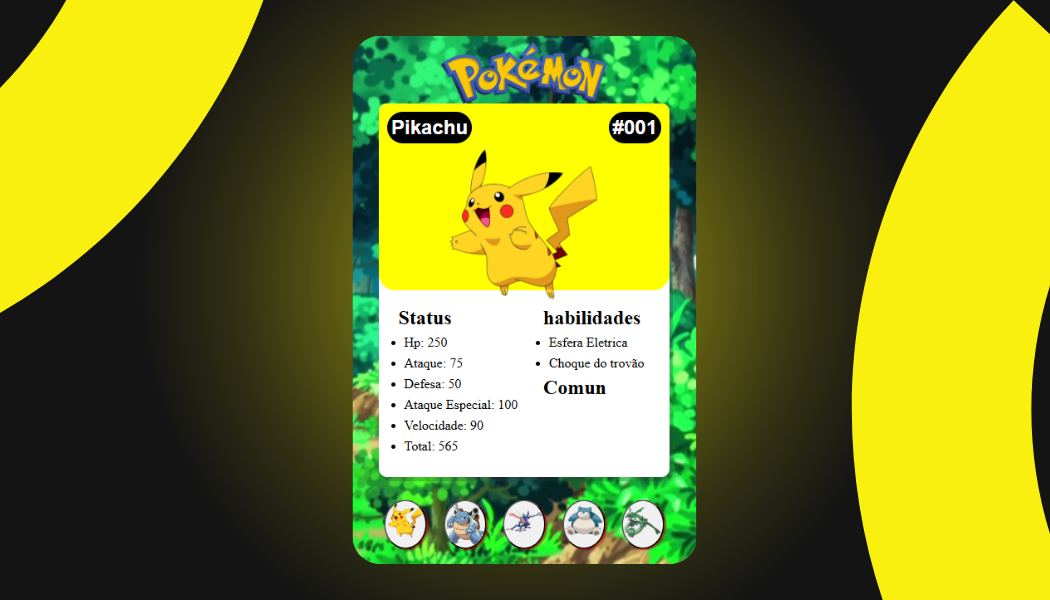 POKéMON
Pikachu
#001
Status
Hp: 250
Ataque: 75
Defesa: 50
Ataque Especial: 100
Velocidade: 90
Total: 565
habilidades
Esfera Eletrica
Choque do trovão
Comun